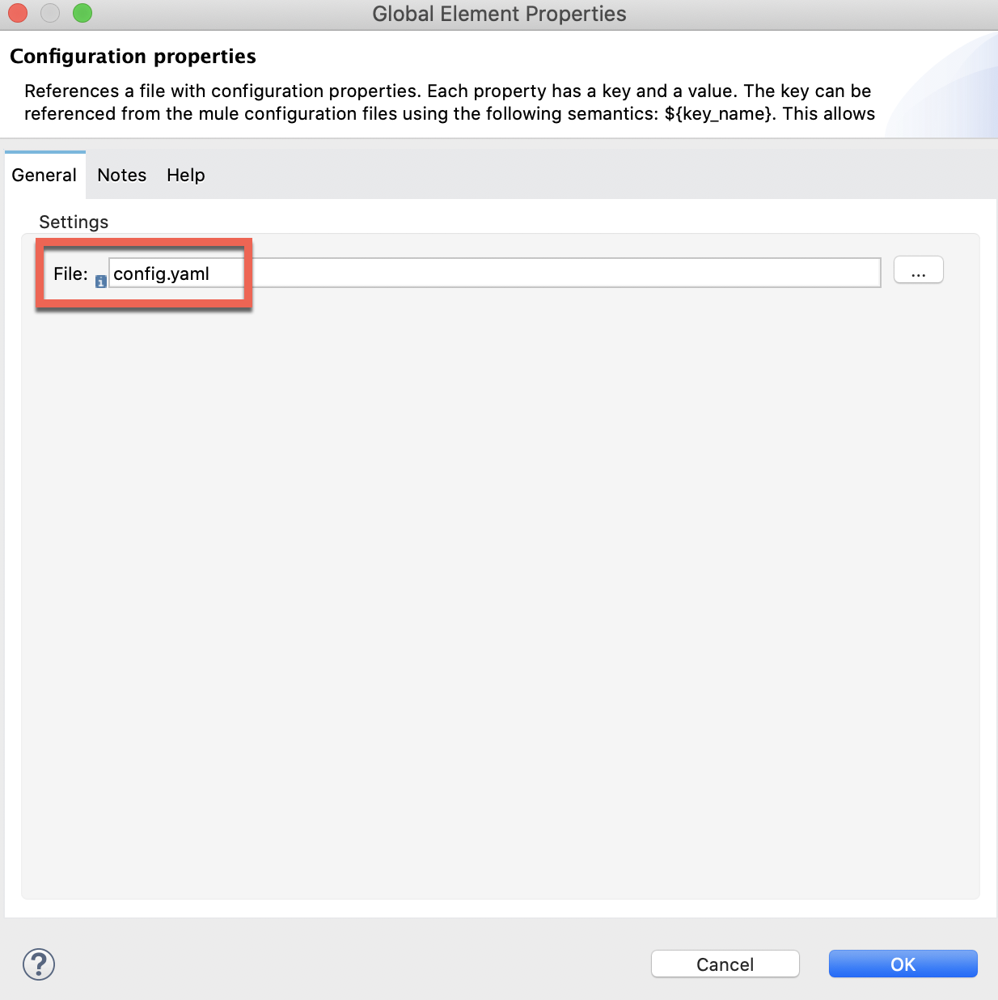 Global Element Properties
Configuration properties
References a file with configuration properties. Each property has a key and a value. The key can be
referenced from the mule configuration files using the following semantics: ${key_name}. This allows
General Notes Help
Settings
File: i config.yaml ...
? Cancel OK